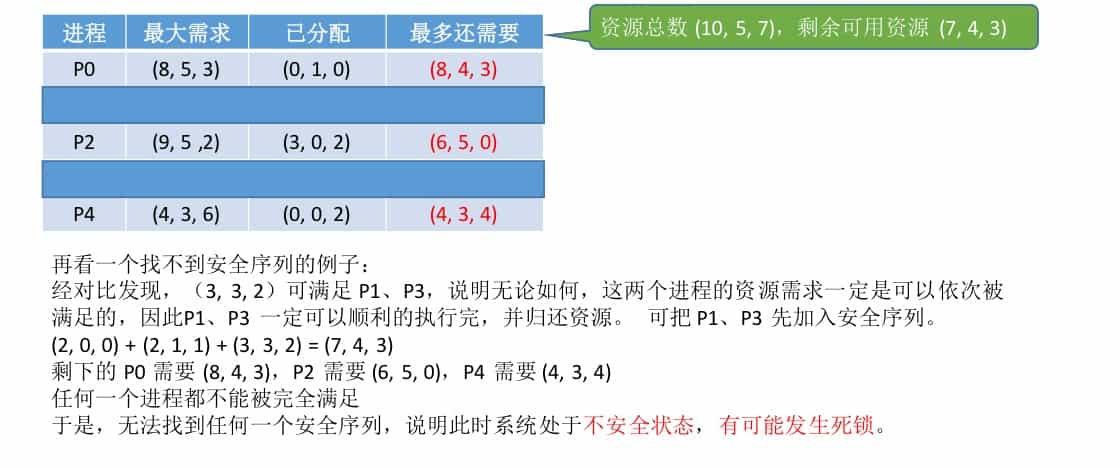 进程 最大需求 已分配 最多还需要
资源总数 (10, 5, 7)，剩余可用资源 (7, 4, 3)
P0 (8, 5, 3) (0, 1, 0) (8, 4, 3)
P2 (9, 5 ,2) (3, 0, 2) (6, 5, 0)
P4 (4, 3, 6) (0, 0, 2) (4, 3, 4)
再看一个找不到安全序列的例子：
经对比发现，（3, 3, 2）可满足 P1、P3，说明无论如何，这两个进程的资源需求一定是可以依次被
满足的，因此P1、P3 一定可以顺利的执行完，并归还资源。 可把 P1、P3 先加入安全序列。
(2, 0, 0) + (2, 1, 1) + (3, 3, 2) = (7, 4, 3)
剩下的 P0 需要 (8, 4, 3)，P2 需要 (6, 5, 0)，P4 需要 (4, 3, 4)
任何一个进程都不能被完全满足
于是，无法找到任何一个安全序列，说明此时系统处于不安全状态，有可能发生死锁。